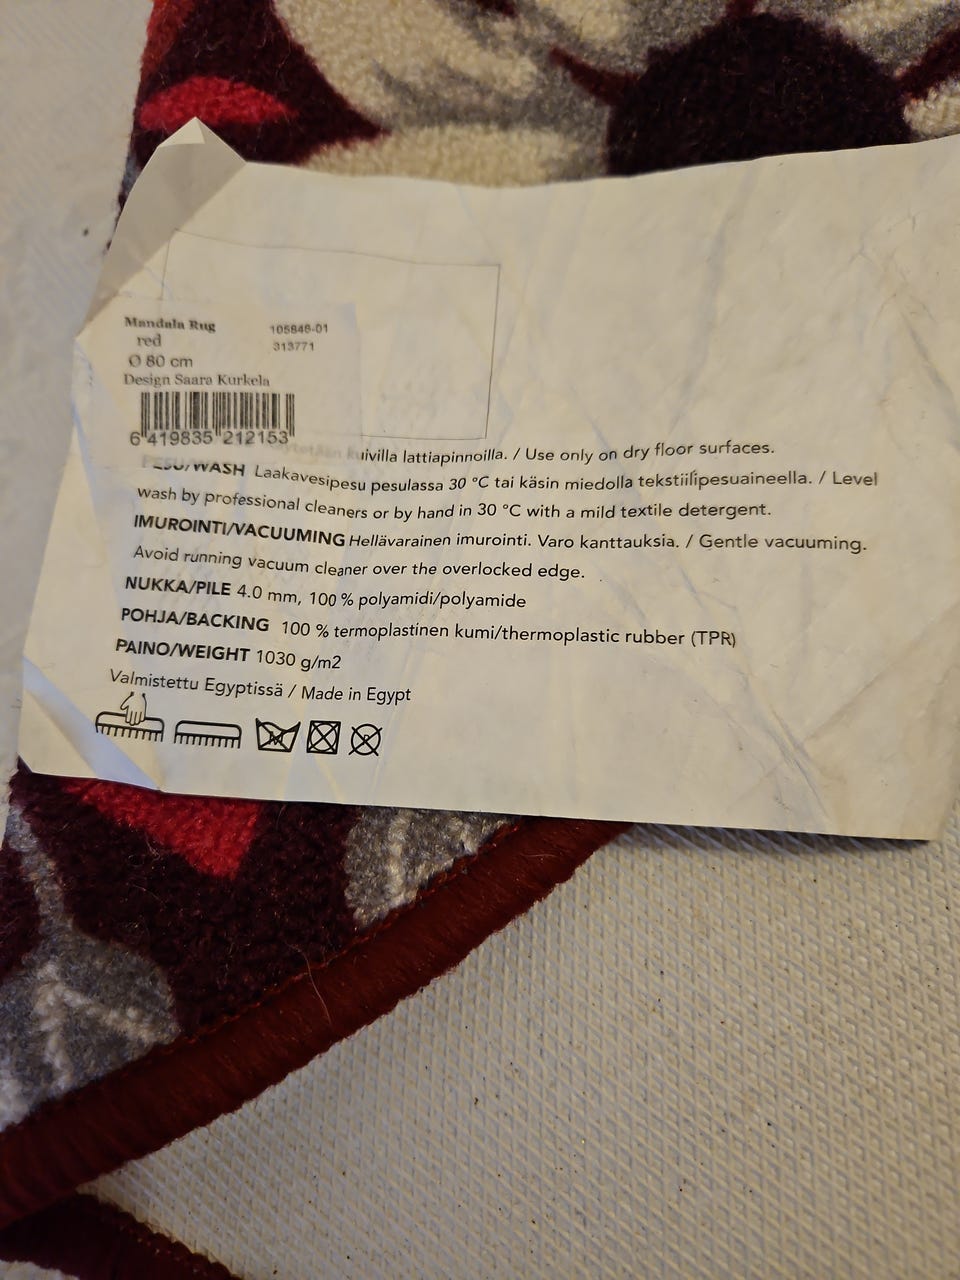 Mandala Rug 105846-01
red 313771
Ø 80 cm
Design Saara Kurkela
6 419835 212153
uivilla lattiapinnoilla. / Use only on dry floor surfaces.
PESU/WASH Laakavesipesu pesulassa 30 °C tai käsin miedolla tekstiilipesuaineella. / Level
wash by professional cleaners or by hand in 30 °C with a mild textile detergent.
IMUROINTI/VACUUMING Hellävarainen imurointi. Varo kanttauksia. / Gentle vacuuming.
Avoid running vacuum cleaner over the overlocked edge.
NUKKA/PILE 4.0 mm, 100 % polyamidi/polyamide
POHJA/BACKING 100 % termoplastinen kumi/thermoplastic rubber (TPR)
PAINO/WEIGHT 1030 g/m2
Valmistettu Egyptissä / Made in Egypt